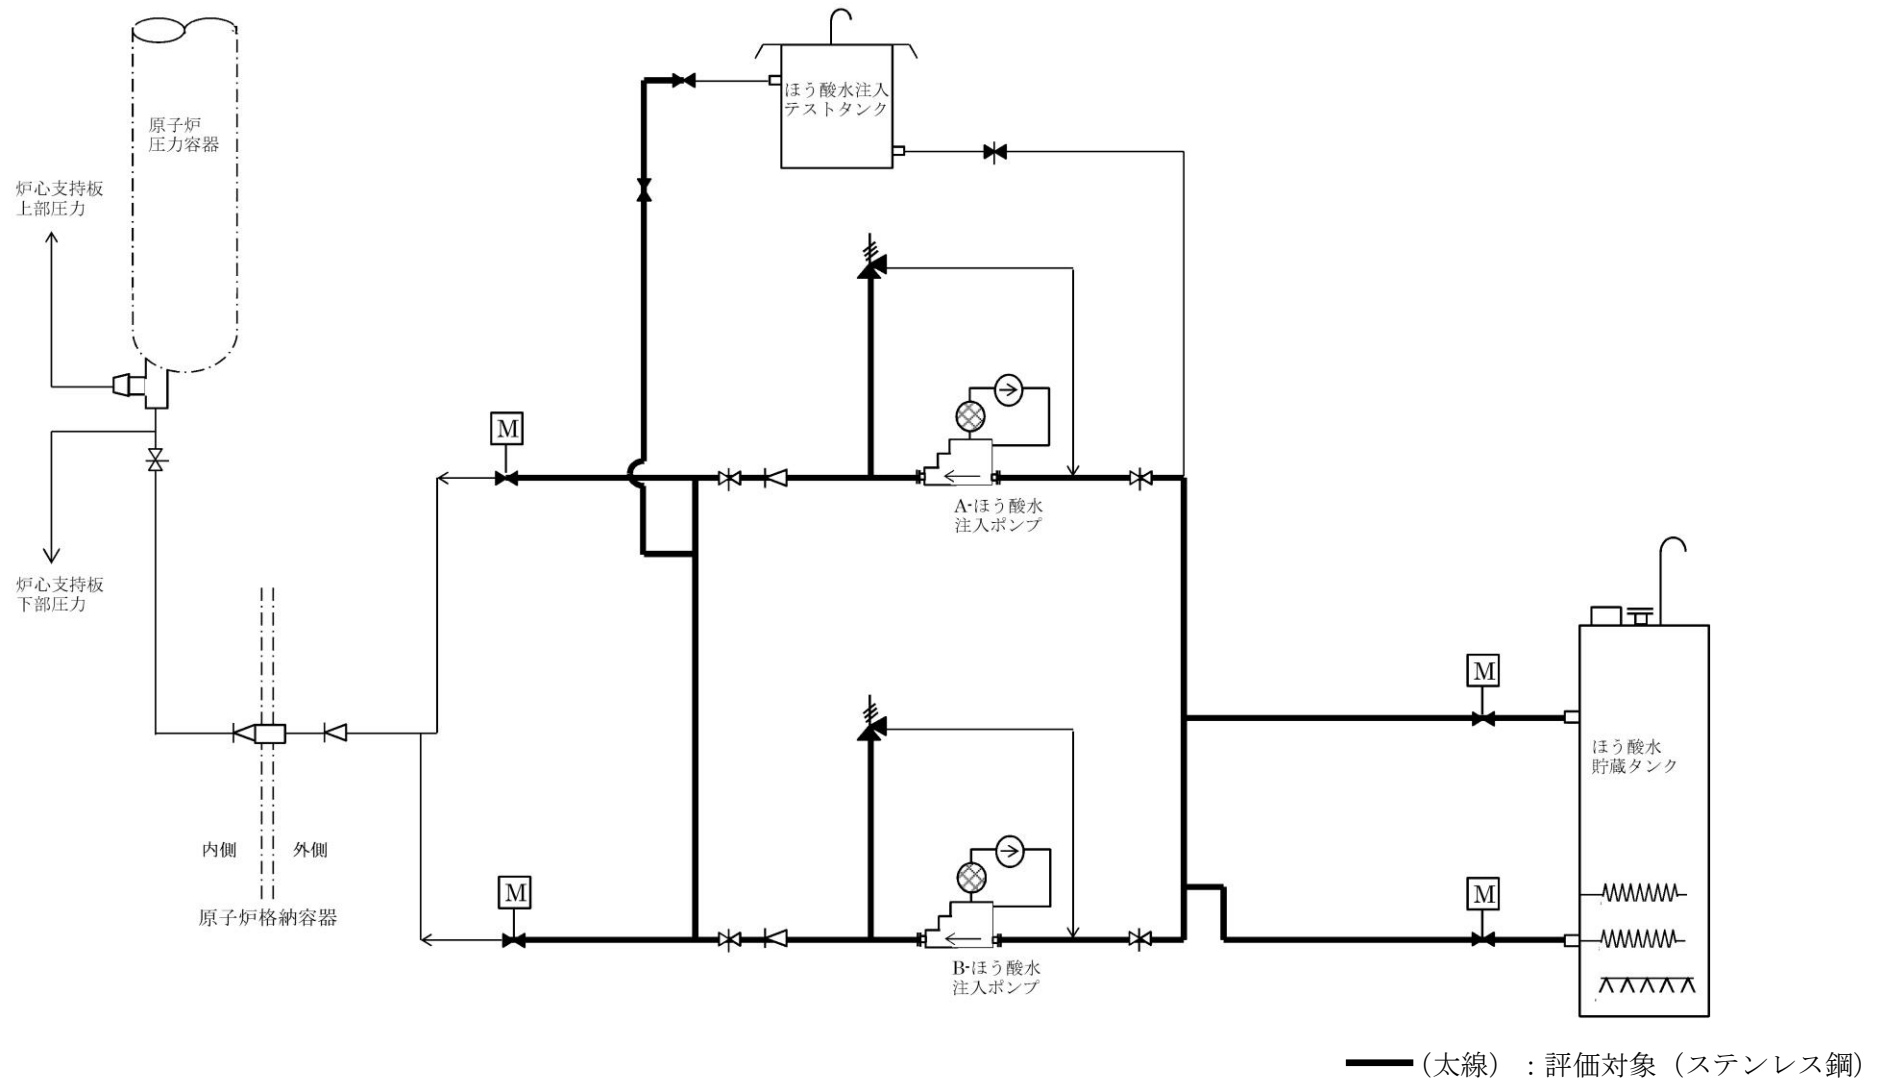 ほう酸水注入
テストタンク
原子炉
圧力容器
炉心支持板
上部圧力
M
A-ほう酸水
注入ポンプ
炉心支持板
下部圧力
M
ほう酸水
貯蔵タンク
内側
外側
原子炉格納容器
M
M
B-ほう酸水
注入ポンプ
(太線)：評価対象（ステンレス鋼）